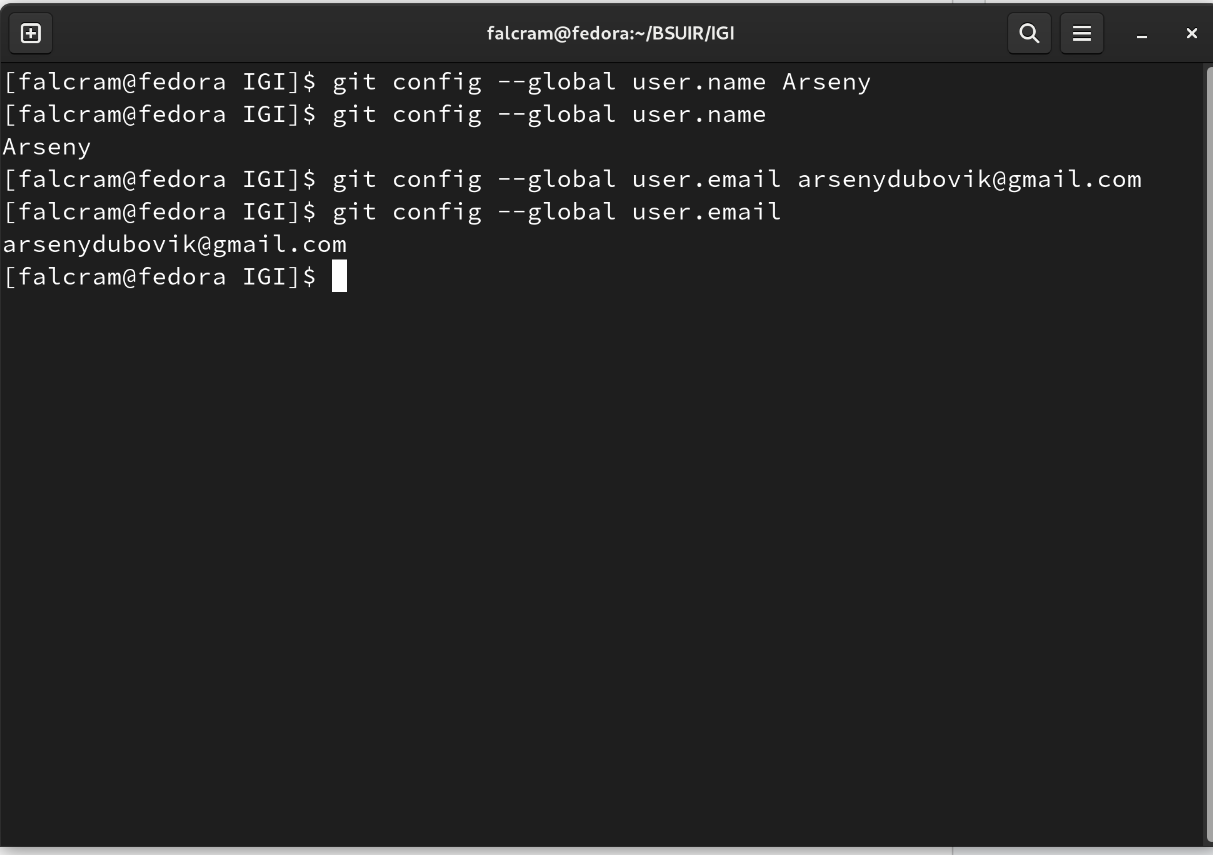 falcram@fedora:~/BSUIR/IGI
[falcram@fedora IGI]$ git config --global user.name Arseny
[falcram@fedora IGI]$ git config --global user.name
Arseny
[falcram@fedora IGI]$ git config --global user.email arsenydubovik@gmail.com
[falcram@fedora IGI]$ git config --global user.email
arsenydubovik@gmail.com
[falcram@fedora IGI]$